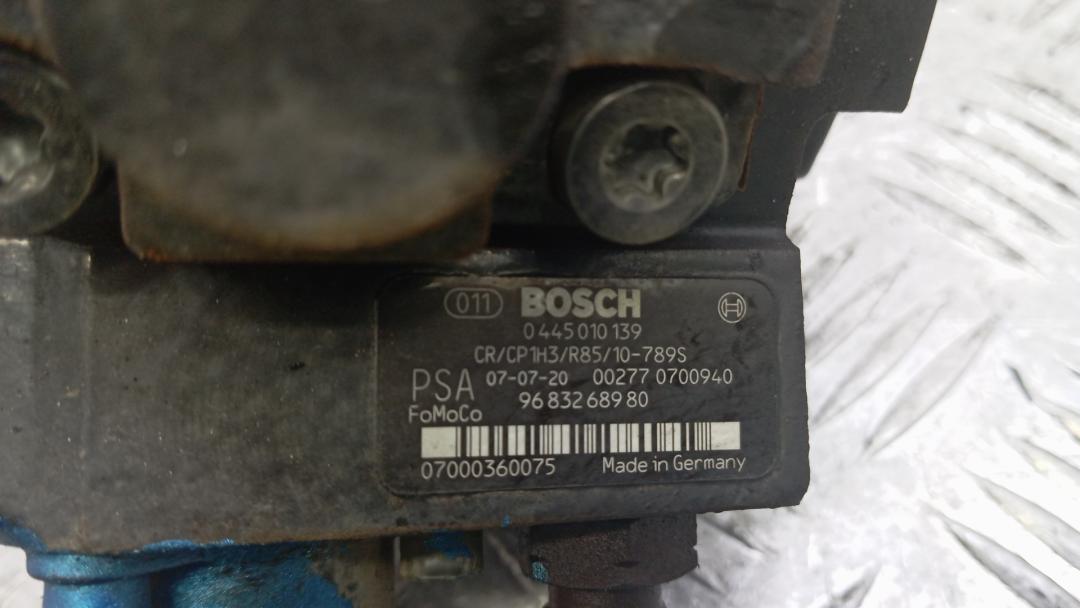 011 BOSCH
0 445 010 139
CR/CP1H3/R85/10-789S
PSA 07-07-20 00277 0700940
FoMoCo 96 832 689 80
07000360075 Made in Germany